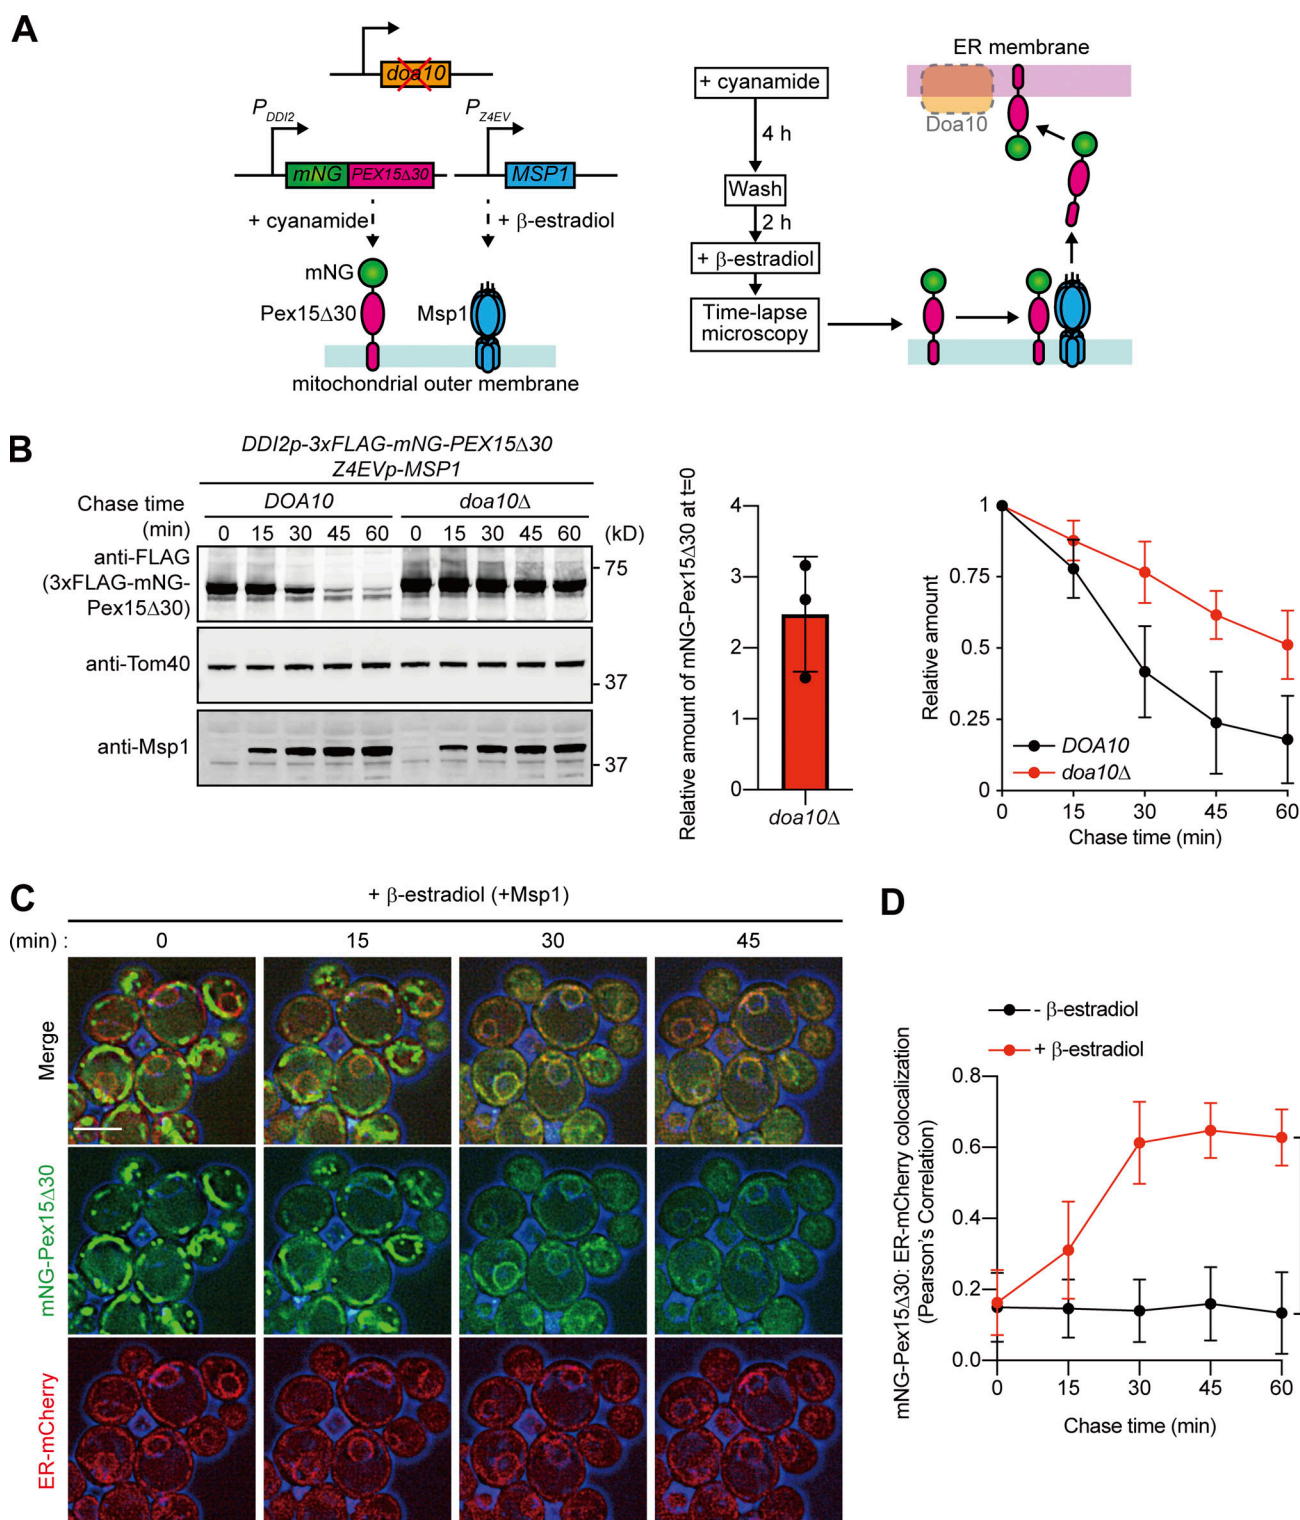 A
doa10
P DDI2
P Z4EV
mNG PEX15Δ30
MSP1
+ cyanamide
+ β-estradiol
mNG
Pex15Δ30
Msp1
mitochondrial outer membrane
+ cyanamide
4 h
Wash
2 h
+ β-estradiol
Time-lapse
microscopy
ER membrane
Doa10
B
DDI2p-3xFLAG-mNG-PEX15Δ30
Z4EVp-MSP1
Chase time
(min)
DOA10
doa10Δ
0 15 30 45 60 0 15 30 45 60 (kD)
anti-FLAG
(3xFLAG-mNG-
Pex15Δ30)
75
anti-Tom40
37
anti-Msp1
37
Relative amount of mNG-Pex15Δ30 at t=0
4
3
2
1
0
doa10Δ
Relative amount
1
0.75
0.5
0.25
0
DOA10
doa10Δ
0 15 30 45 60
Chase time (min)
C
+ β-estradiol (+Msp1)
(min) : 0 15 30 45
Merge
mNG-Pex15Δ30
ER-mCherry
D
- β-estradiol
+ β-estradiol
mNG-Pex15Δ30: ER-mCherry colocalization
(Pearson's Correlation)
0.8
0.6
0.4
0.2
0.0
0 15 30 45 60
Chase time (min)